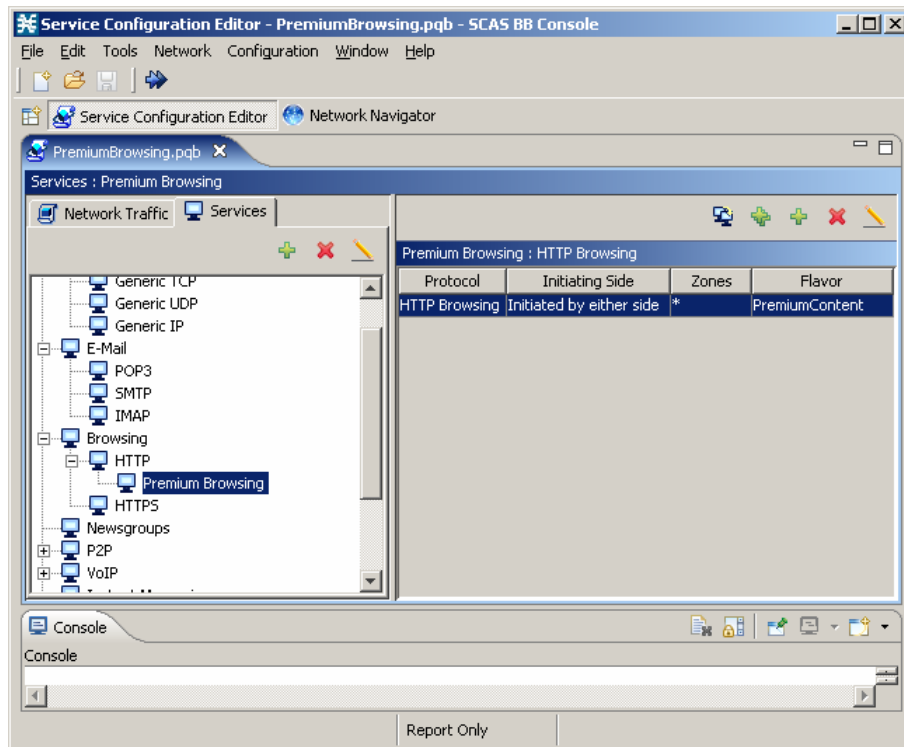 Service Configuration Editor - PremiumBrowsing.pqb - SCAS BB Console
File Edit Tools Network Configuration Window Help
Service Configuration Editor Network Navigator
PremiumBrowsing.pqb
Services : Premium Browsing
Network Traffic Services
Premium Browsing : HTTP Browsing
Protocol Initiating Side Zones Flavor
HTTP Browsing Initiated by either side * PremiumContent
Generic TCP
Generic UDP
Generic IP
E-Mail
POP3
SMTP
IMAP
Browsing
HTTP
Premium Browsing
HTTPS
Newsgroups
P2P
VoIP
Console
Console
Report Only